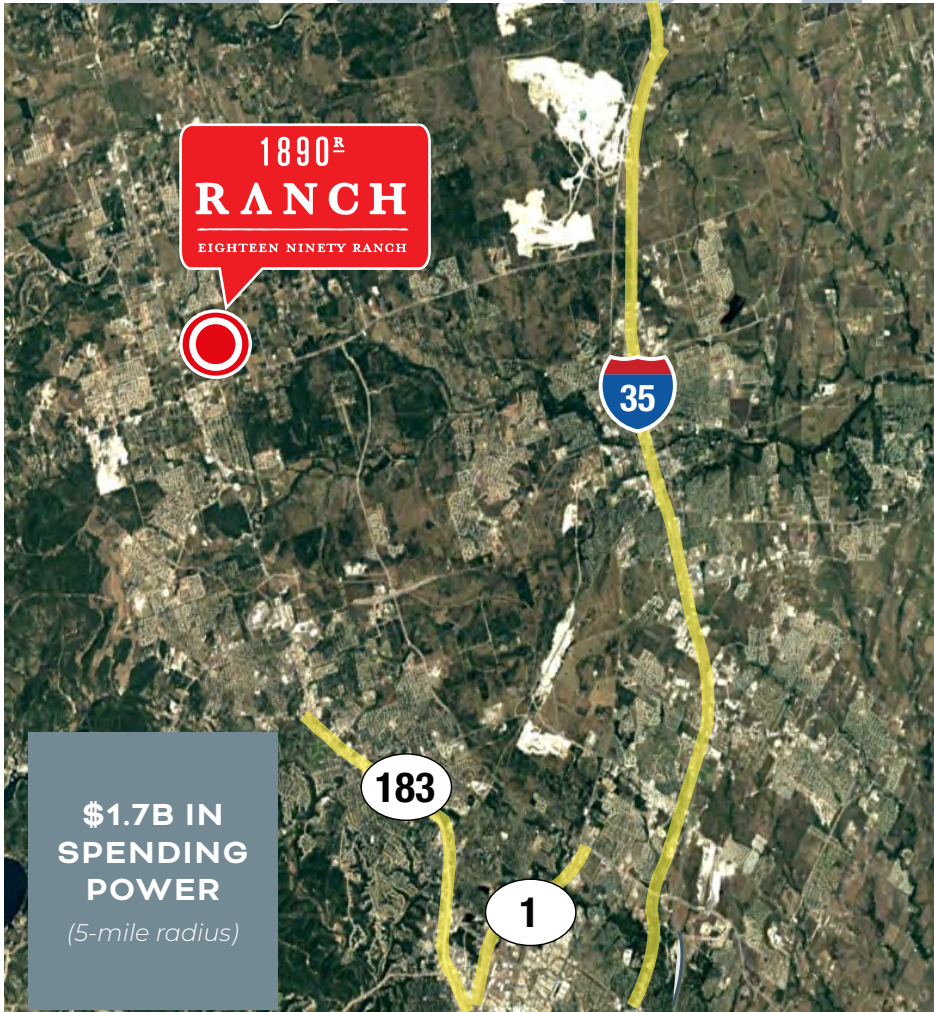 1890R
RANCH
EIGHTEEN NINETY RANCH
35
183
1
$1.7B IN
SPENDING
POWER
(5-mile radius)